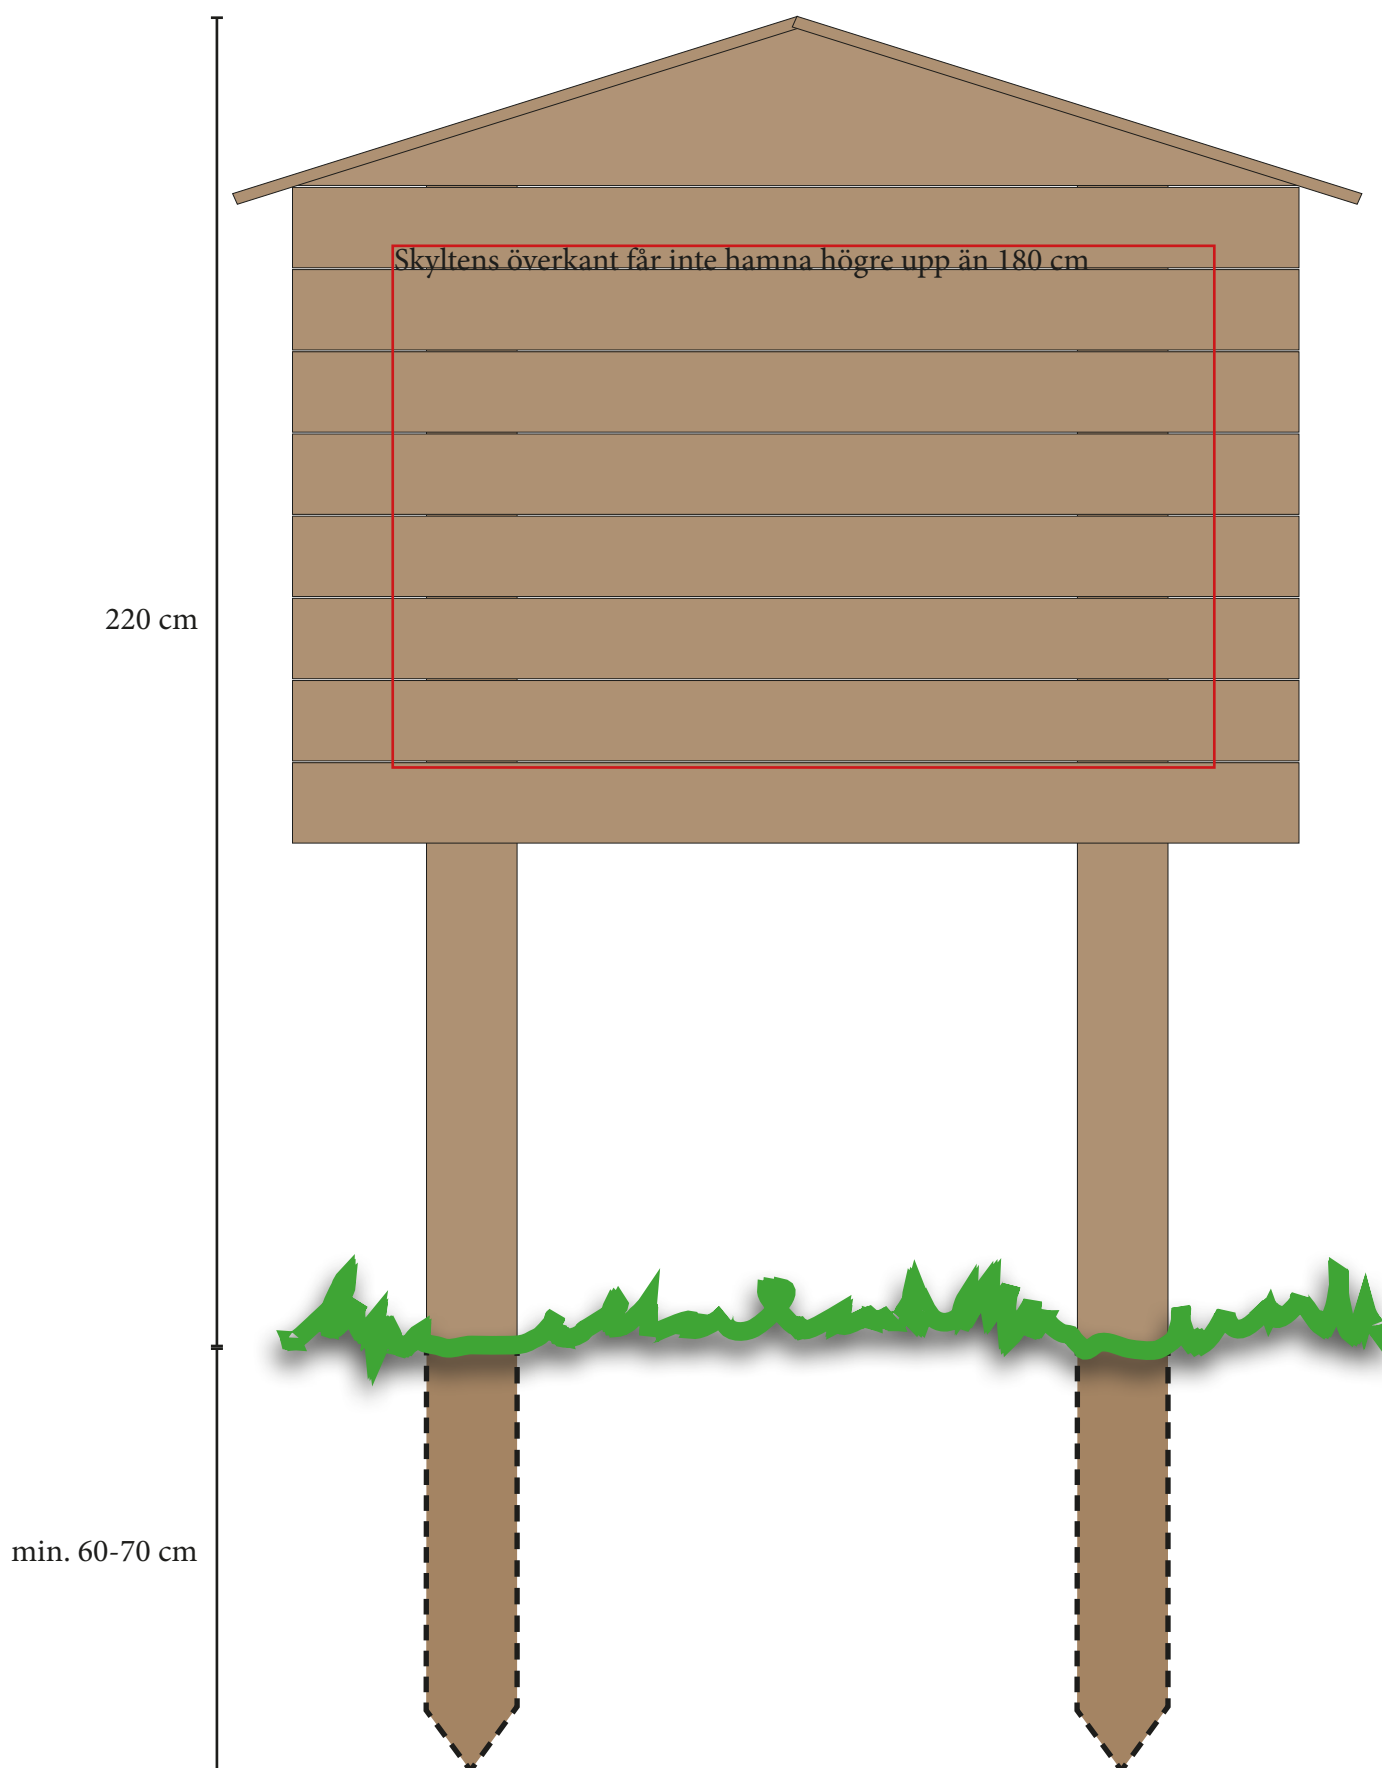 Skyltens överkant får inte hamna högre upp än 180 cm
220 cm
min. 60-70 cm